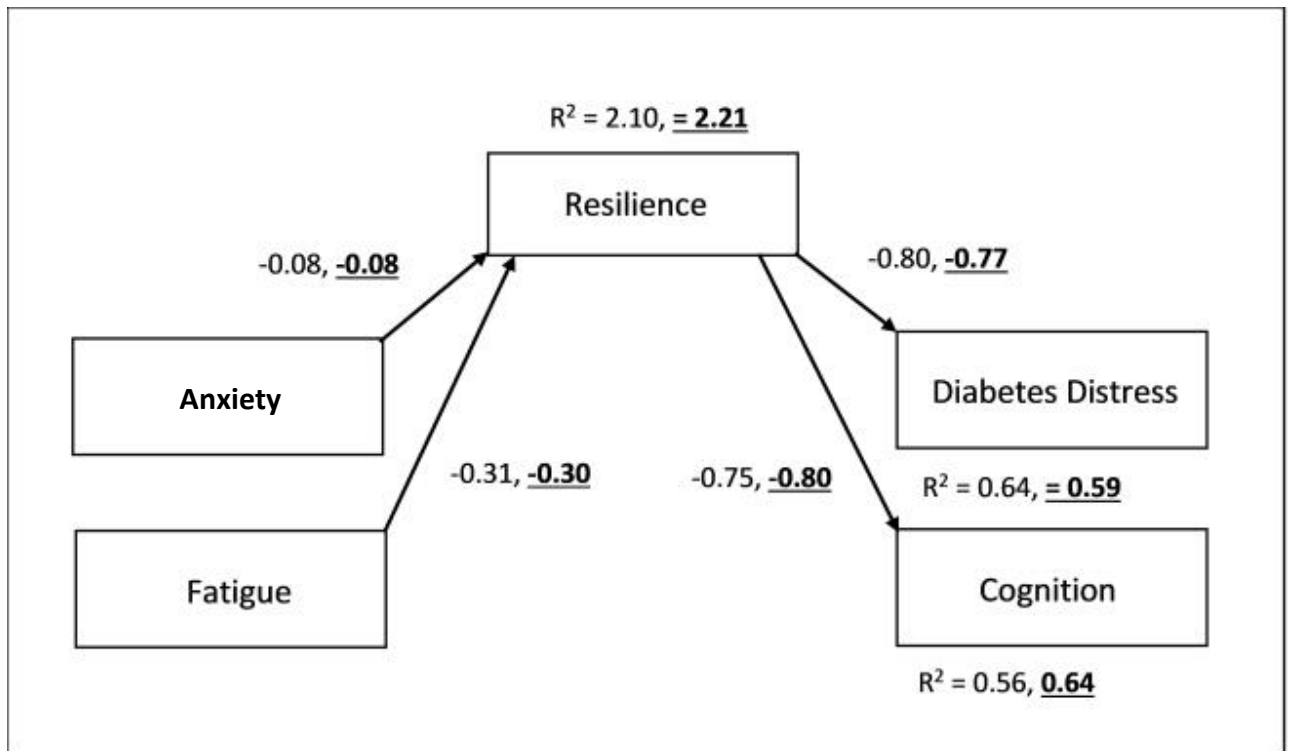 R² = 2.10, = 2.21
Resilience
-0.08, -0.08
-0.80, -0.77
Anxiety
Diabetes Distress
-0.31, -0.30
-0.75, -0.80
R² = 0.64, = 0.59
Fatigue
Cognition
R² = 0.56, 0.64